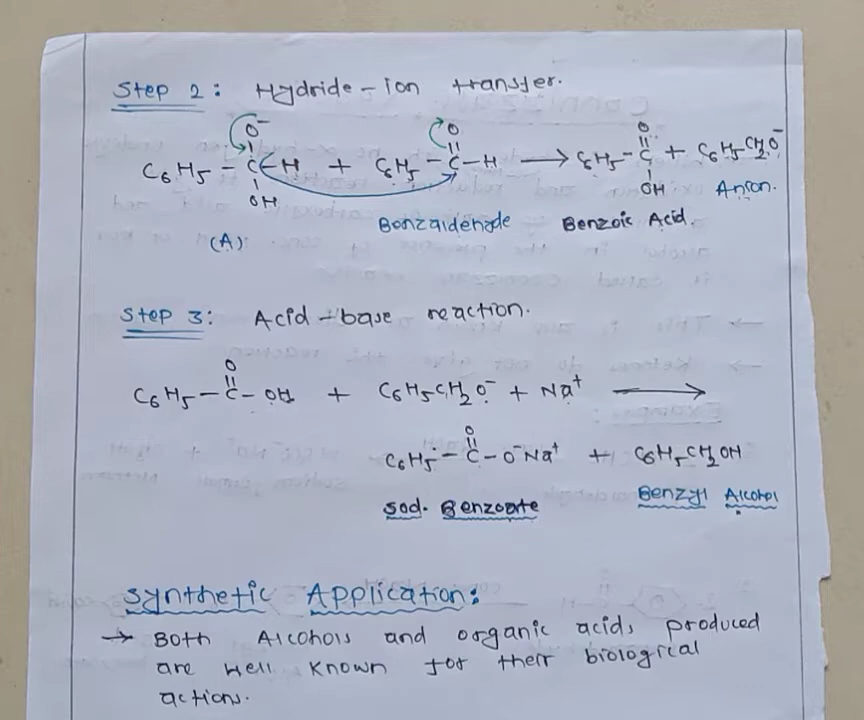 Step 2: Hydride-ion transfer.
O⁻ O O
C6H5 - C - H + C6H5 - C - H → C6H5 - C + C6H5CH2O⁻
OH OH Anion.
Benzaldehyde Benzoic Acid
(A)
Step 3: Acid-base reaction.
O
C6H5 - C - OH + C6H5CH2O⁻ + Na⁺ →
O
C6H5 - C - O⁻Na⁺ + C6H5CH2OH
Sod. Benzoate Benzyl Alcohol
Synthetic Application:
→ Both Alcohols and organic acids produced
are well known for their biological
actions.